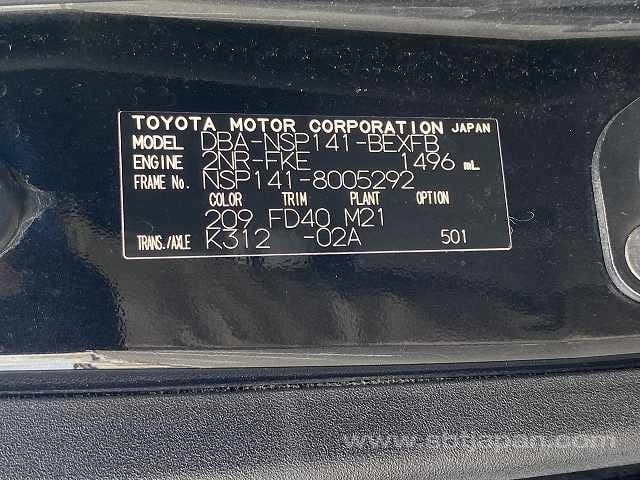 TOYOTA MOTOR CORPORATION JAPAN
MODEL DBA-NSP141-BEXFB
ENGINE 2NR-FKE 1496 mL
FRAME No. NSP141-8005292
COLOR TRIM PLANT OPTION
209 FD40 M21
TRANS./AXLE K312 -02A 501
www.sbtjapan.com